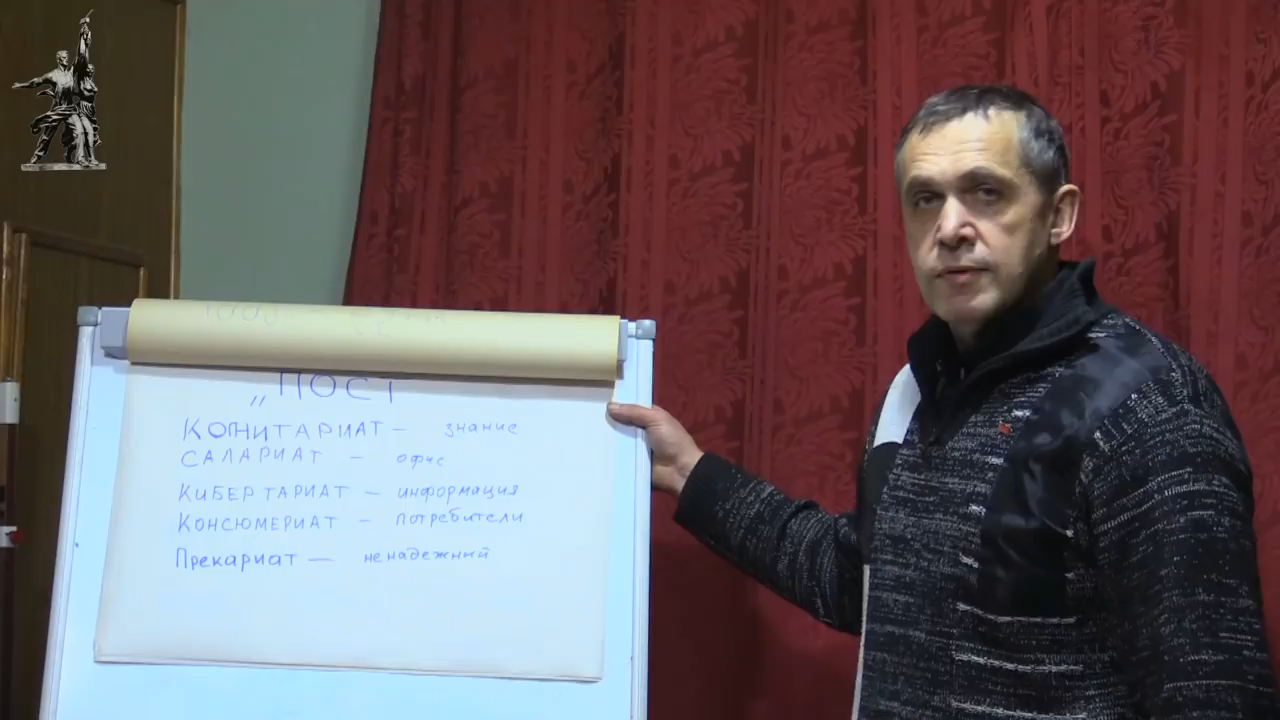 „ПОСТ
КОГНИТАРИАТ – знание
САЛАРИАТ – офис
КИБЕРТАРИАТ – информация
КОНСЮМЕРИАТ – потребители
Прекариат – ненадежный